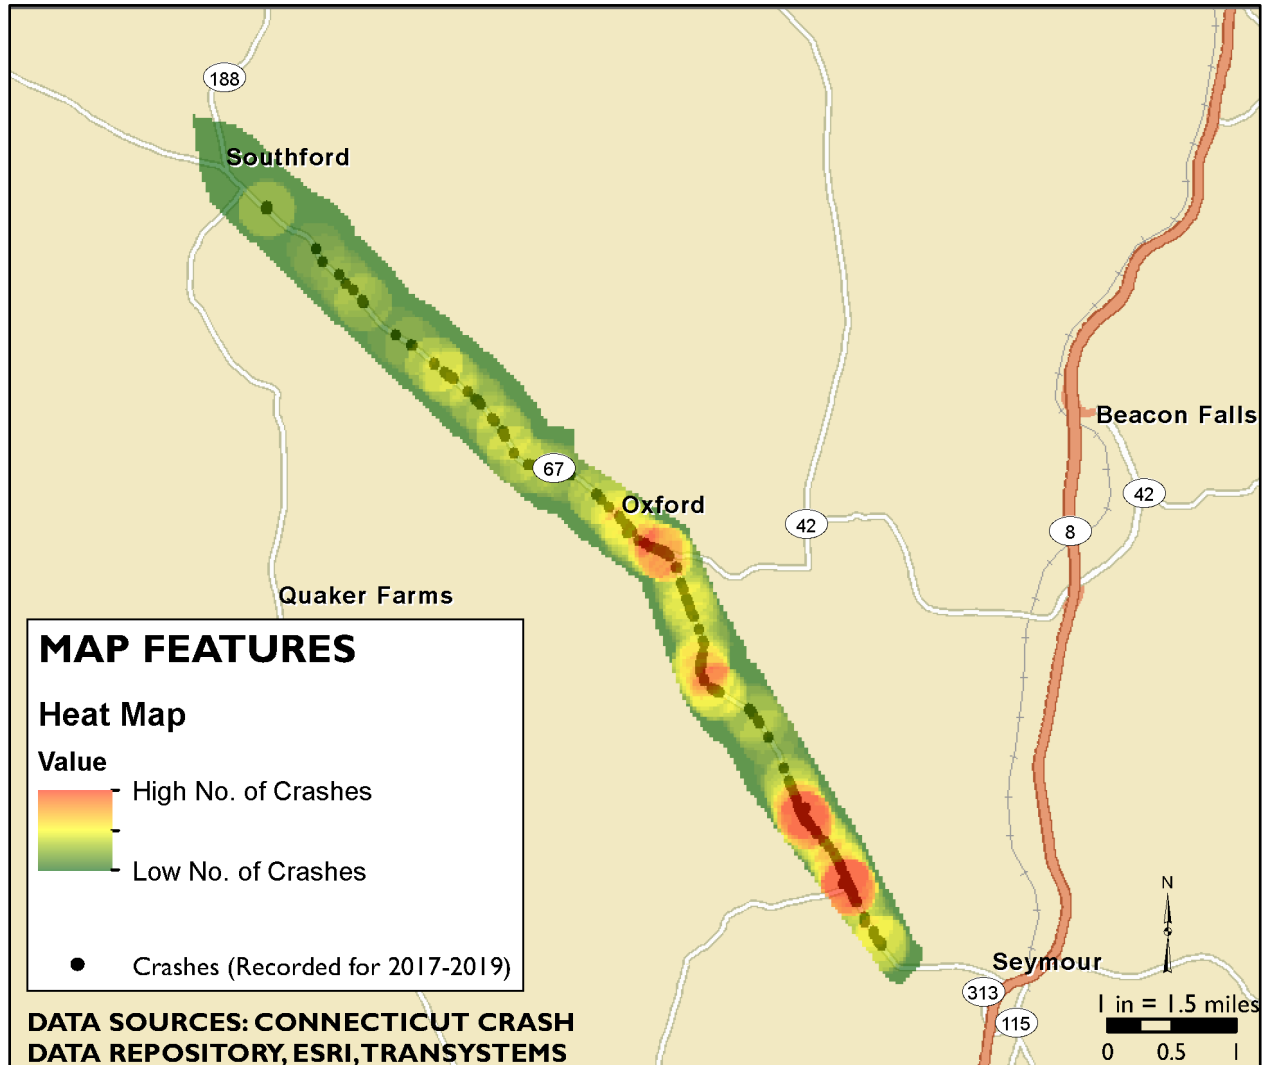 188
Southford
Beacon Falls
67
42
Oxford
42
8
Quaker Farms
MAP FEATURES
Heat Map
Value
High No. of Crashes
Low No. of Crashes
Crashes (Recorded for 2017-2019)
N
Seymour
313
115
1 in = 1.5 miles
0 0.5 1
DATA SOURCES: CONNECTICUT CRASH
DATA REPOSITORY, ESRI, TRANSYSTEMS